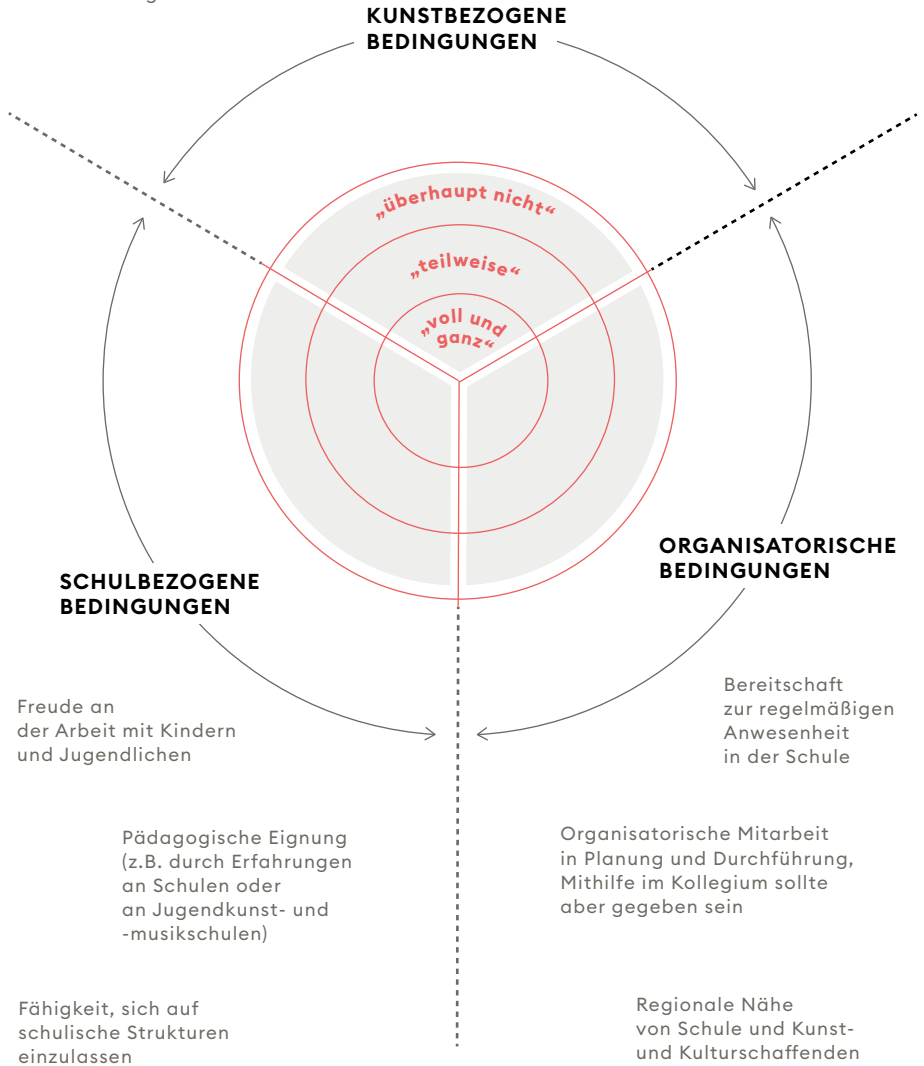 KUNSTBEZOGENE
BEDINGUNGEN
„überhaupt nicht“
„teilweise“
„voll und
ganz“
SCHULBEZOGENE
BEDINGUNGEN
ORGANISATORISCHE
BEDINGUNGEN
Freude an
der Arbeit mit Kindern
und Jugendlichen
Bereitschaft
zur regelmäßigen
Anwesenheit
in der Schule
Pädagogische Eignung
(z.B. durch Erfahrungen
an Schulen oder
an Jugendkunst- und
-musikschulen)
Organisatorische Mitarbeit
in Planung und Durchführung,
Mithilfe im Kollegium sollte
aber gegeben sein
Fähigkeit, sich auf
schulische Strukturen
einzulassen
Regionale Nähe
von Schule und Kunst-
und Kulturschaffenden